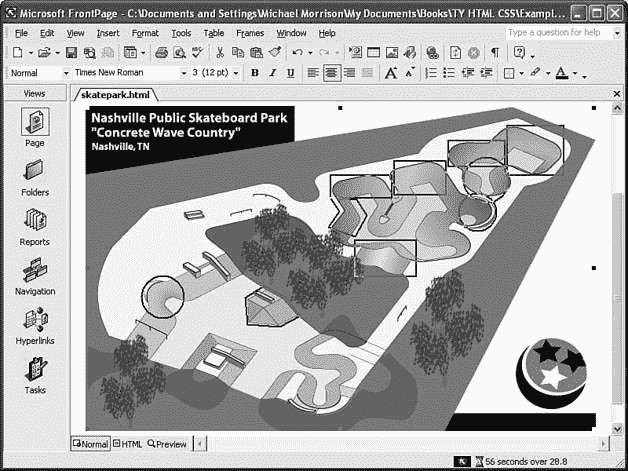 Microsoft FrontPage - C:\Documents and Settings\Michael Morrison\My Documents\Books\TY HTML CSS\Exampl...
File Edit View Insert Format Tools Table Frames Window Help Type a question for help
Normal Times New Roman 3 (12 pt) B I U A A A
Views skatepark.html
Nashville Public Skateboard Park
"Concrete Wave Country"
Nashville, TN
Page
Folders
Reports
Navigation
Hyperlinks
Tasks
Normal HTML Preview
56 seconds over 28.8